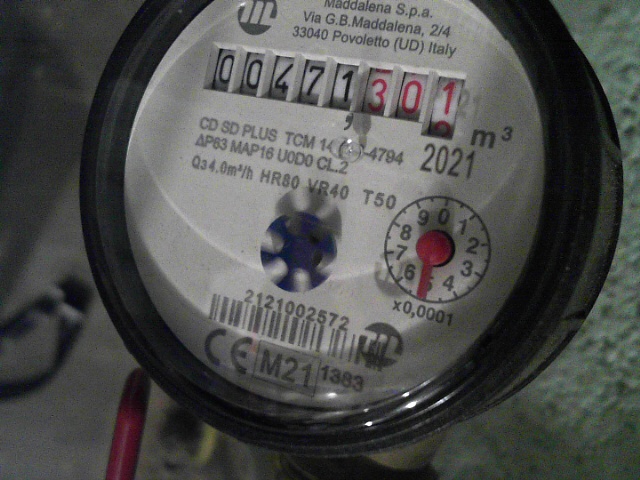 Maddalena S.p.a.
Via G.B.Maddalena, 2/4
33040 Povoletto (UD) Italy
00471301
m³
CD SD PLUS TCM
-4794
ΔP63 MAP16 U0D0 CL.2
2021
Q₃4.0m³/h HR80 VR40 T50
0 1 2 3 4 5 6 7 8 9
x0,0001
2121002572
CE M21 1383